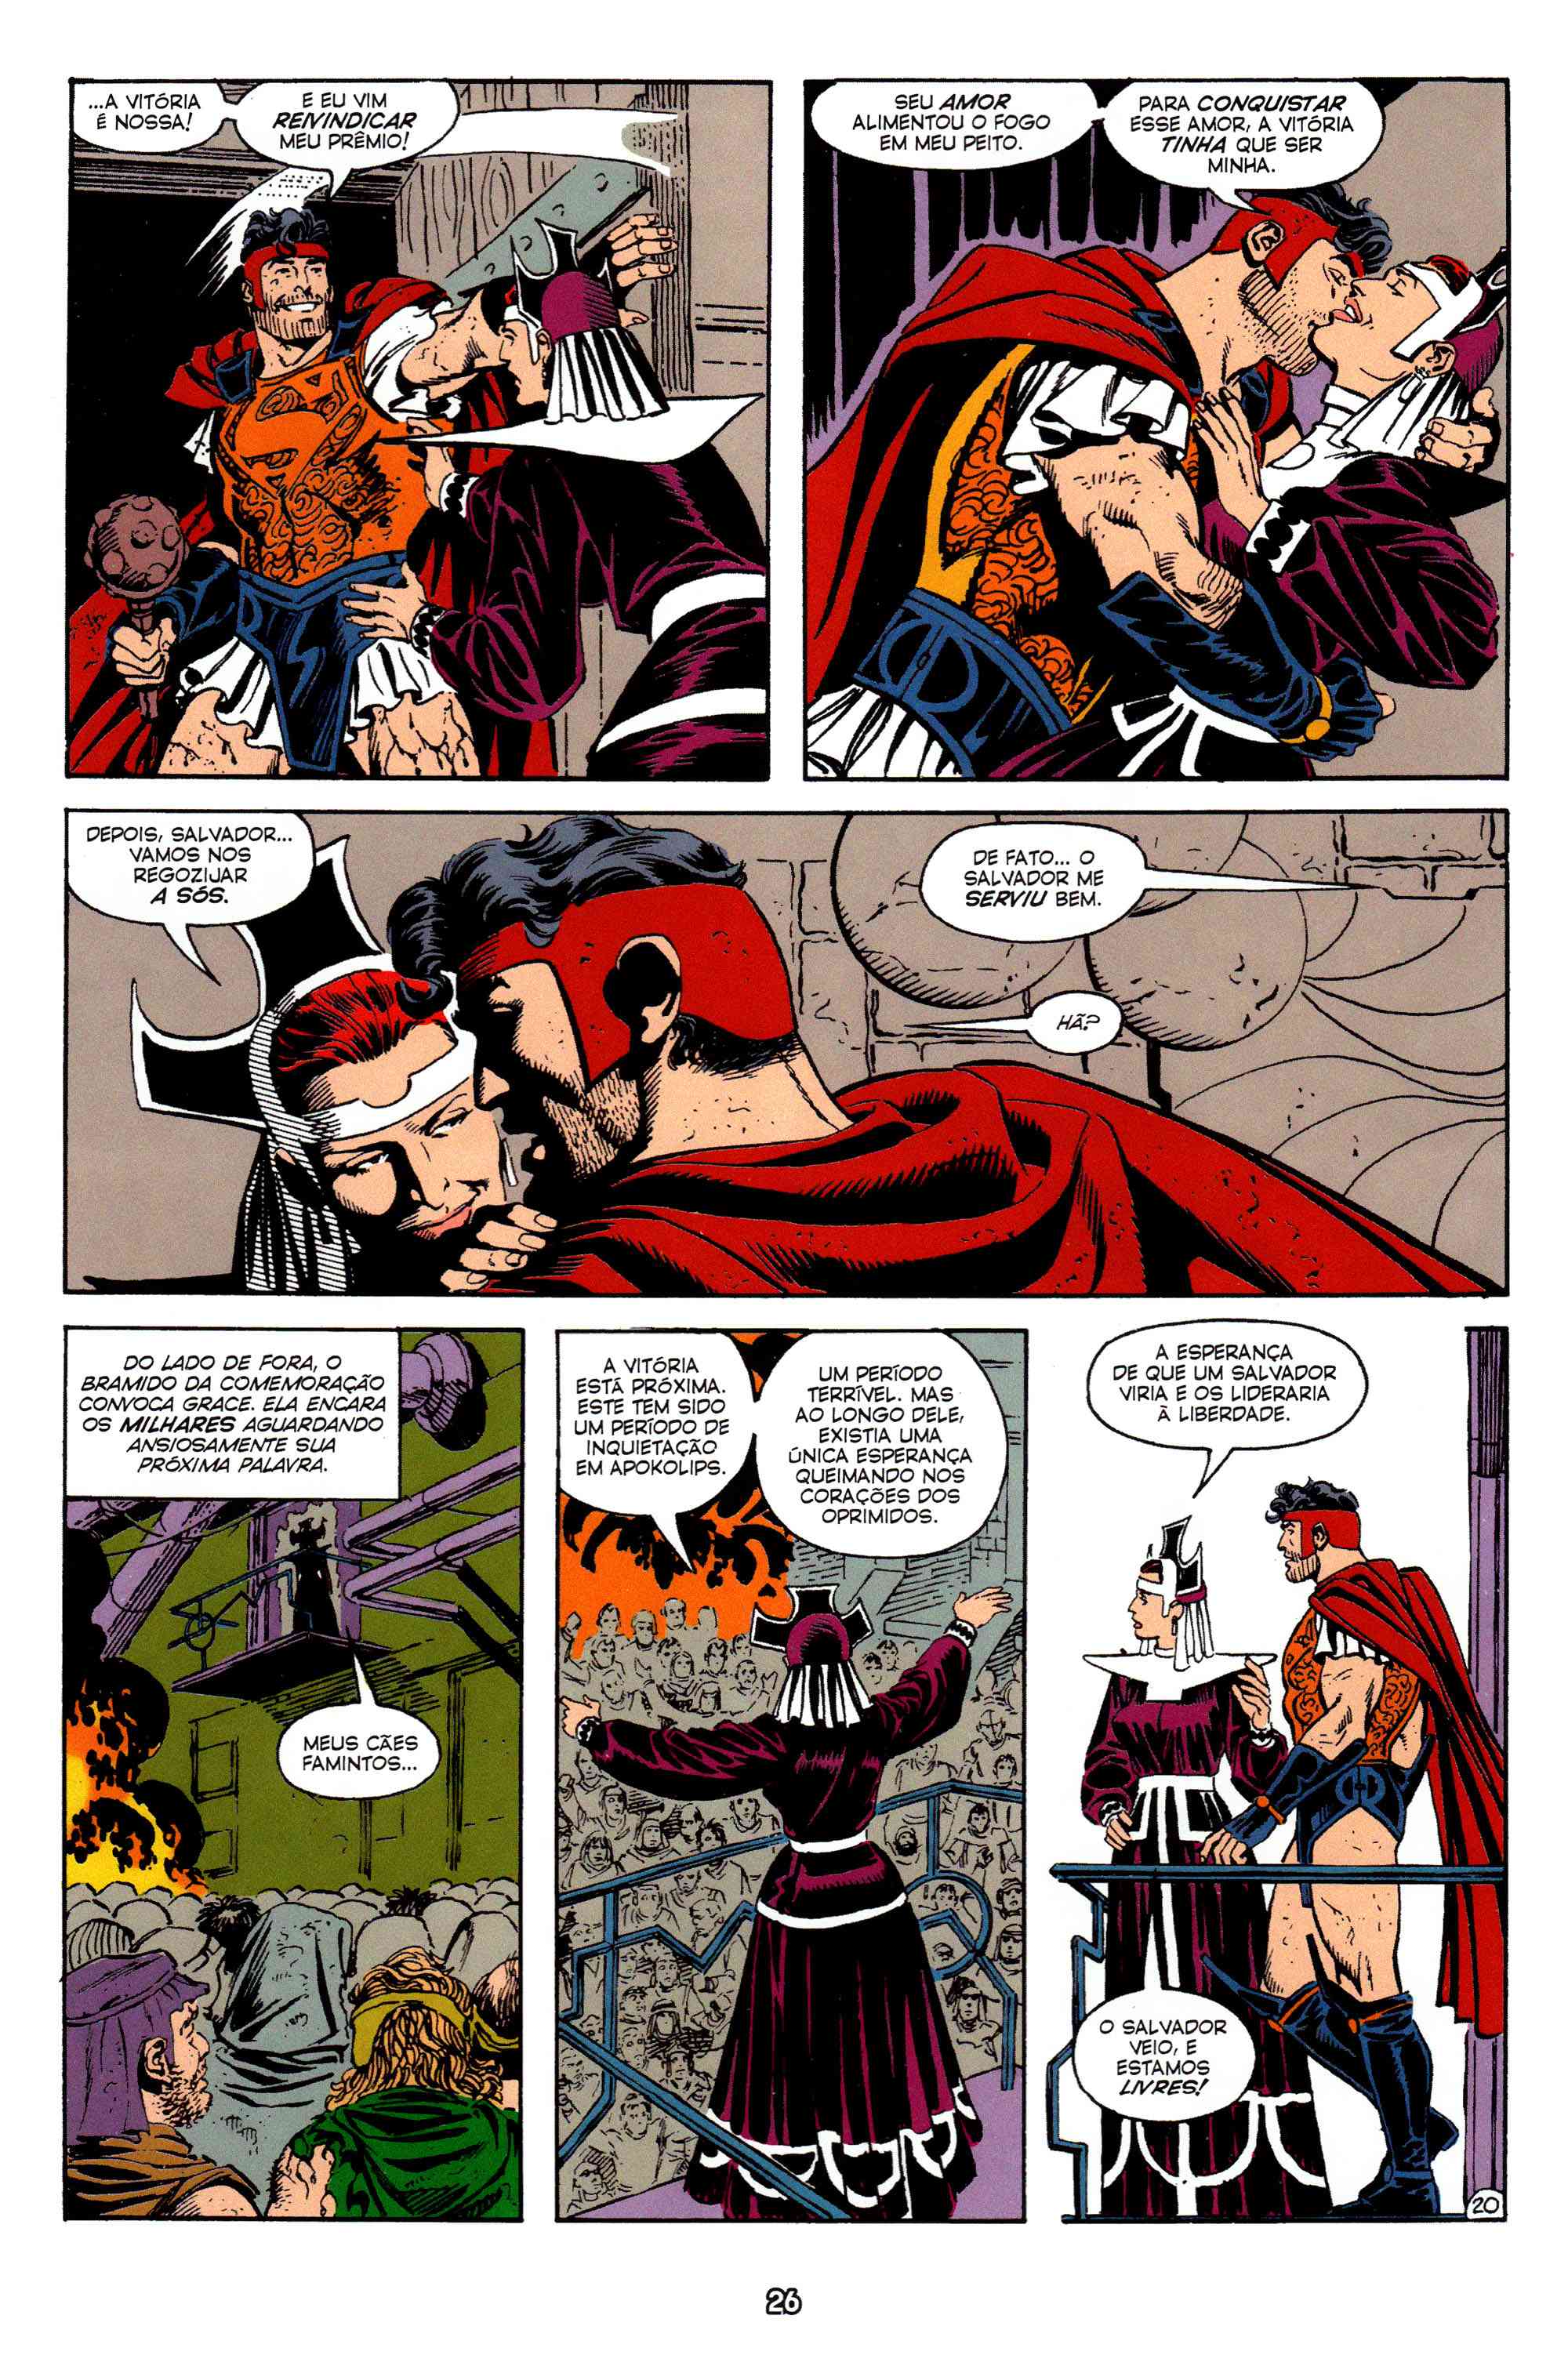 ...A VITÓRIA
É NOSSA!
E EU VIM
REIVINDICAR
MEU PRÊMIO!
SEU AMOR
ALIMENTOU O FOGO
EM MEU PEITO.
PARA CONQUISTAR
ESSE AMOR, A VITÓRIA
TINHA QUE SER
MINHA.
DEPOIS, SALVADOR...
VAMOS NOS
REGOZIJAR
A SÓS.
DE FATO... O
SALVADOR ME
SERVIU BEM.
HÃ?
DO LADO DE FORA, O
BRAMIDO DA COMEMORAÇÃO
CONVOCA GRACE. ELA ENCARA
OS MILHARES AGUARDANDO
ANSIOSAMENTE SUA
PRÓXIMA PALAVRA.
MEUS CÃES
FAMINTOS...
A VITÓRIA
ESTÁ PRÓXIMA.
ESTE TEM SIDO
UM PERÍODO DE
INQUIETAÇÃO
EM APOKOLIPS.
UM PERÍODO
TERRÍVEL. MAS
AO LONGO DELE,
EXISTIA UMA
ÚNICA ESPERANÇA
QUEIMANDO NOS
CORAÇÕES DOS
OPRIMIDOS.
A ESPERANÇA
DE QUE UM SALVADOR
VIRIA E OS LIDERARIA
À LIBERDADE.
O SALVADOR
VEIO, E
ESTAMOS
LIVRES!
20
26